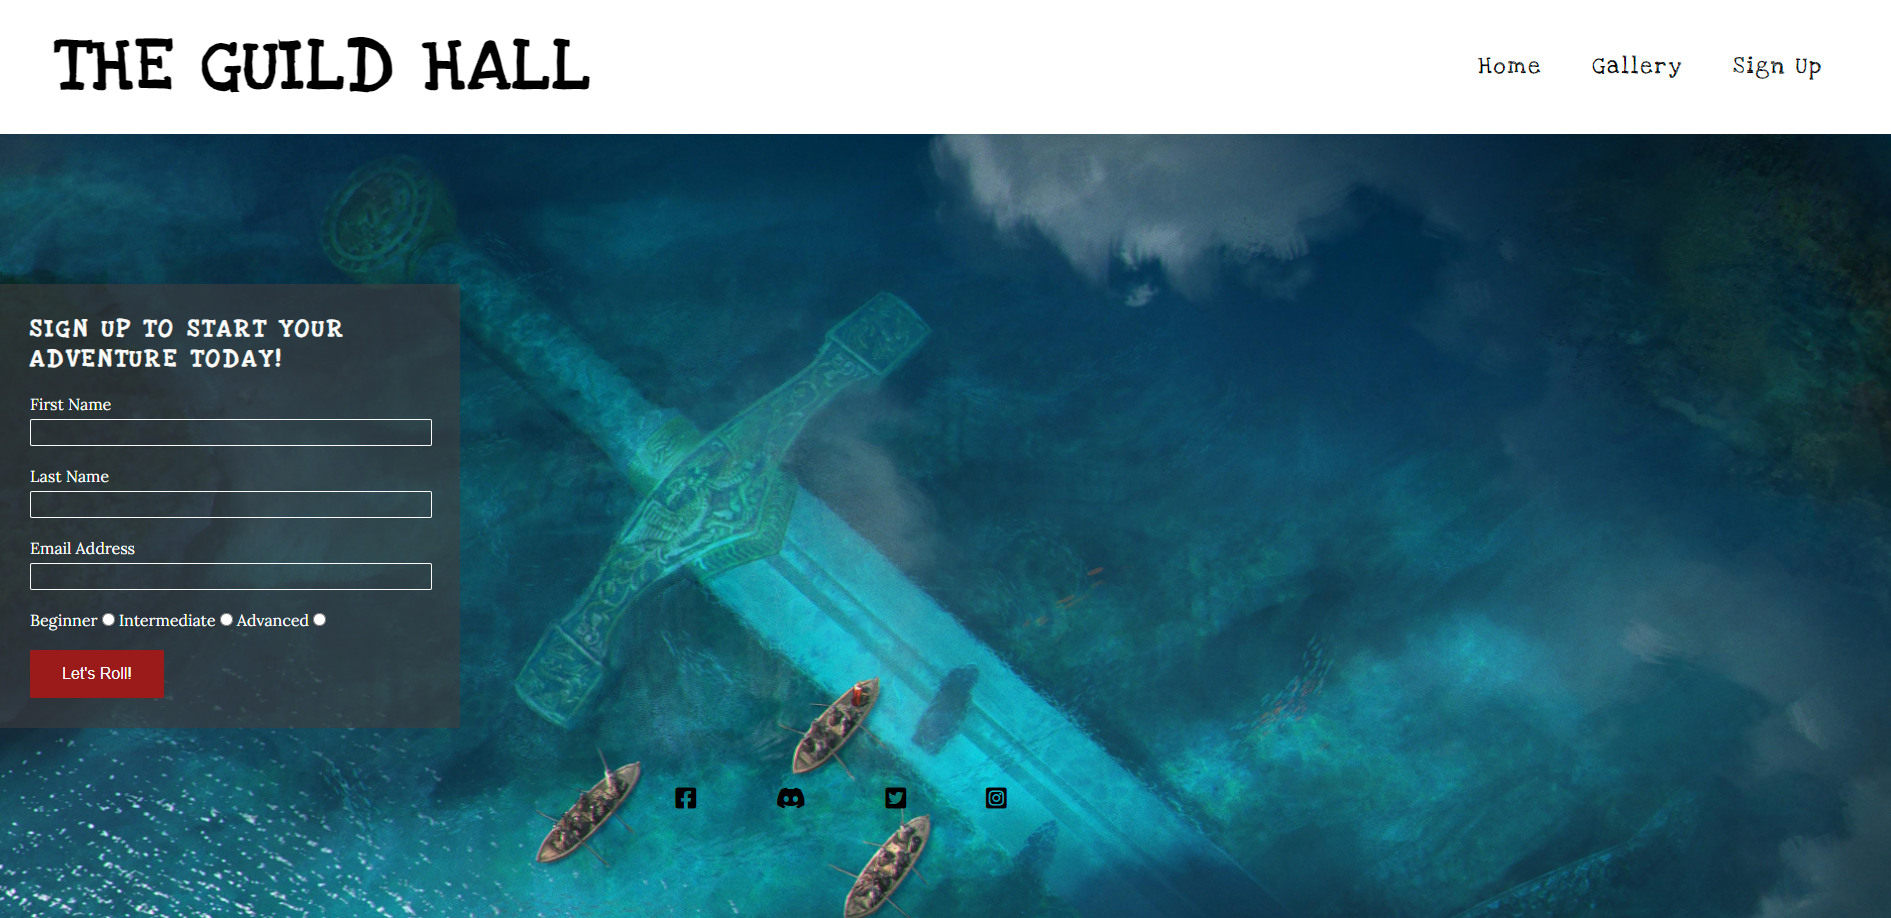 THE GUILD HALL
Home Gallery Sign Up
SIGN UP TO START YOUR
ADVENTURE TODAY!
First Name
Last Name
Email Address
Beginner Intermediate Advanced
Let's Roll!